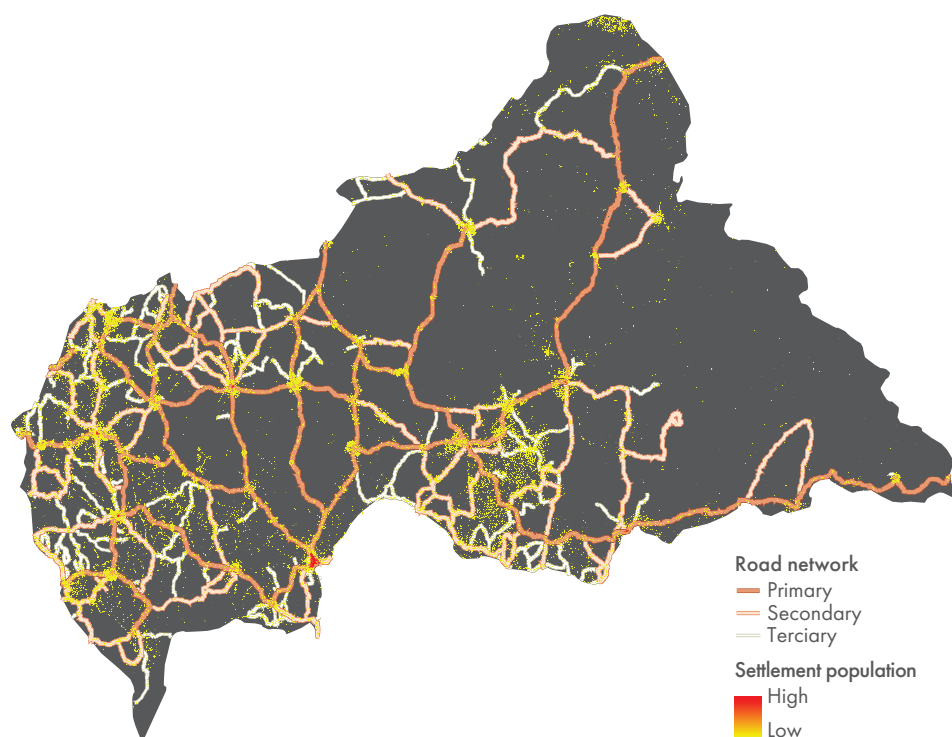 Road network
Primary
Secondary
Terciary
Settlement population
High
Low